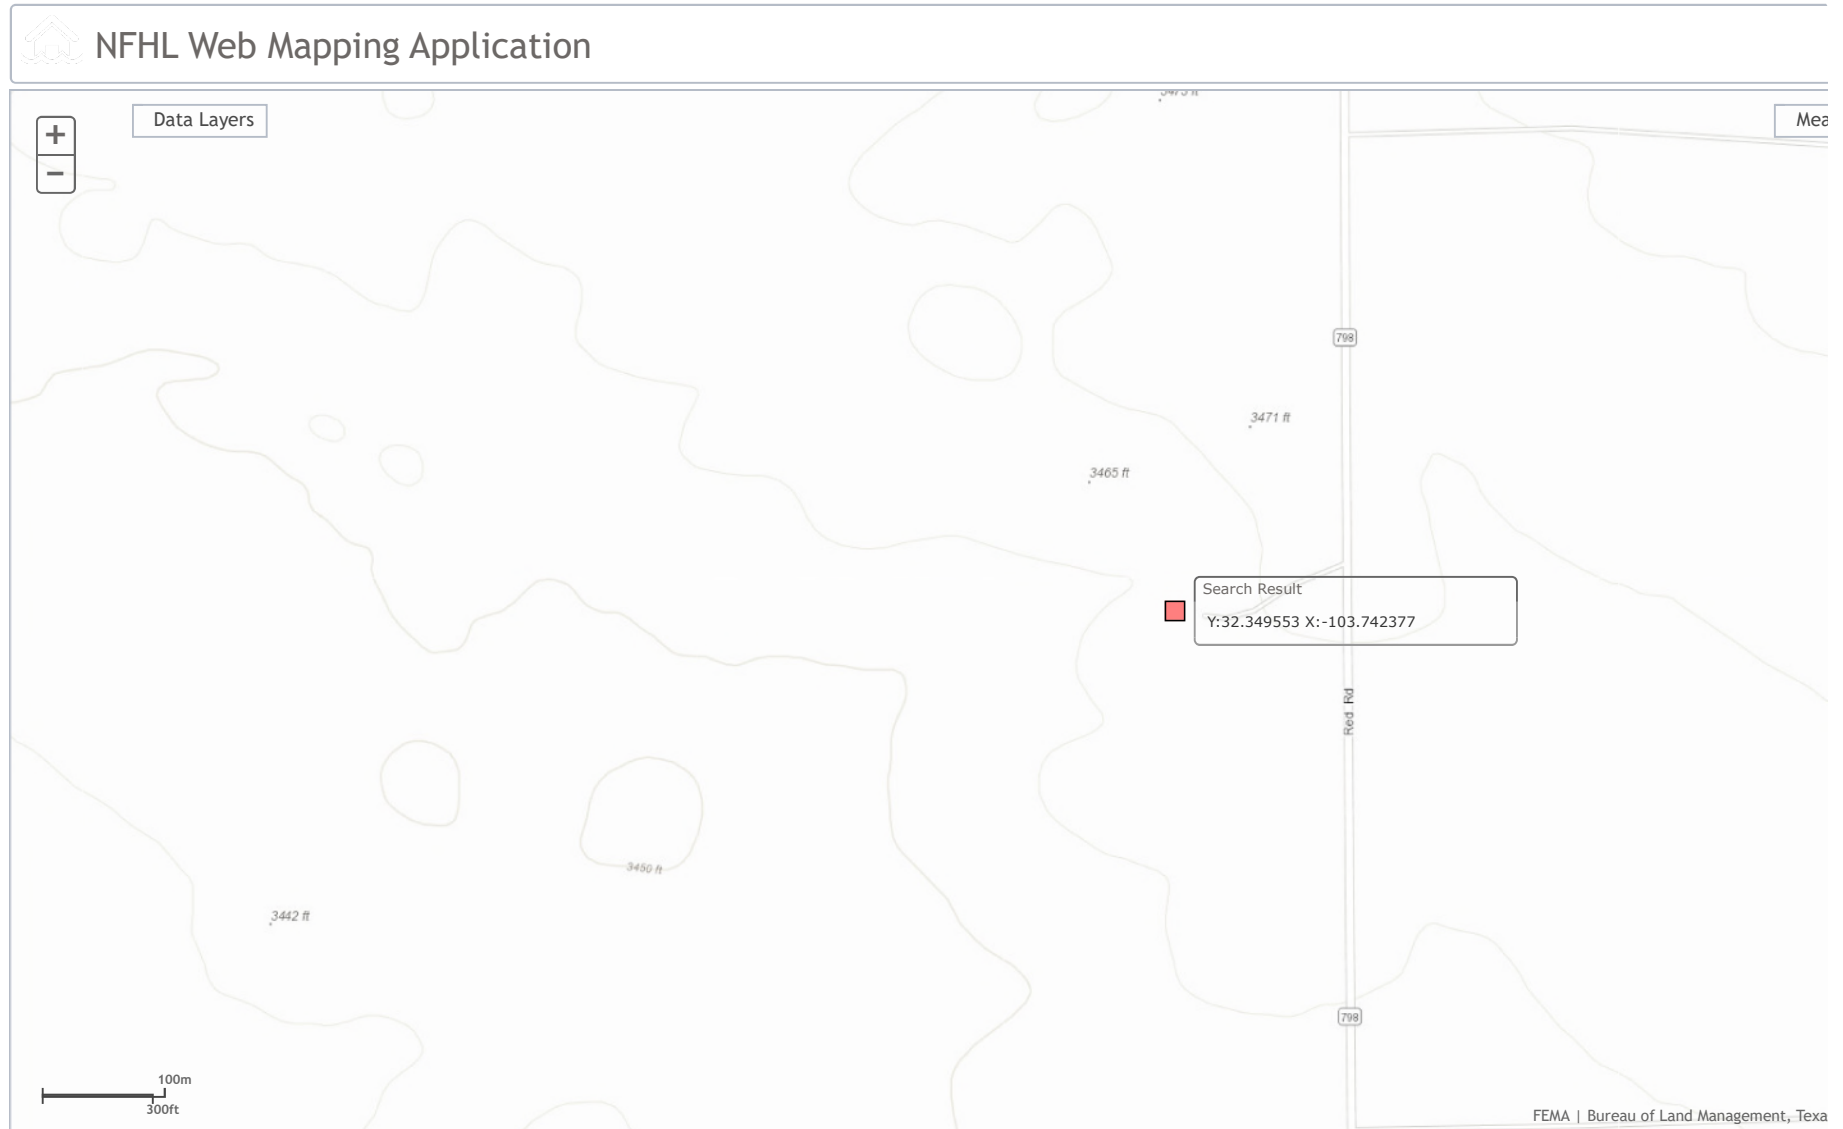 NFHL Web Mapping Application
+
Data Layers
Mea
−
798
3471 ft
3465 ft
Search Result
Y:32.349553 X:-103.742377
Red Rd
3450 ft
3442 ft
798
100m
300ft
FEMA | Bureau of Land Management, Texa